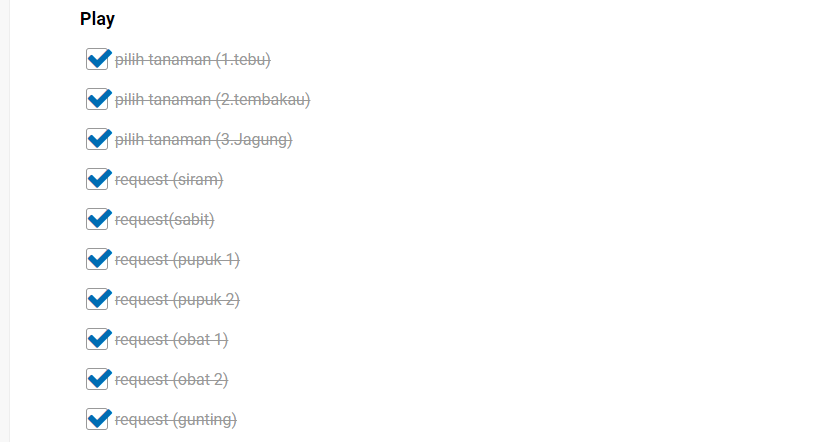 Play
pilih tanaman (1.tebu)
pilih tanaman (2.tembakau)
pilih tanaman (3.Jagung)
request (siram)
request(sabit)
request (pupuk 1)
request (pupuk 2)
request (obat 1)
request (obat 2)
request (gunting)